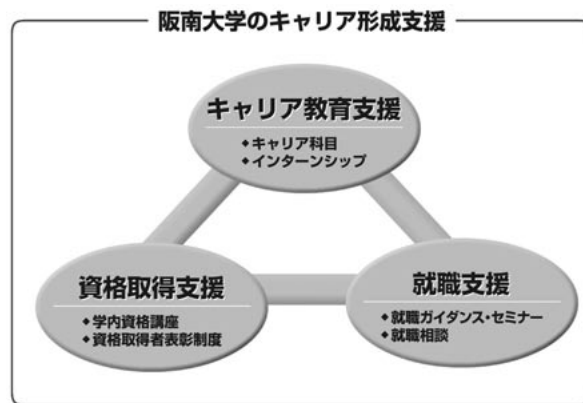 阪南大学のキャリア形成支援
キャリア教育支援
◆キャリア科目
◆インターンシップ
資格取得支援
◆学内資格講座
◆資格取得者表彰制度
就職支援
◆就職ガイダンス・セミナー
◆就職相談